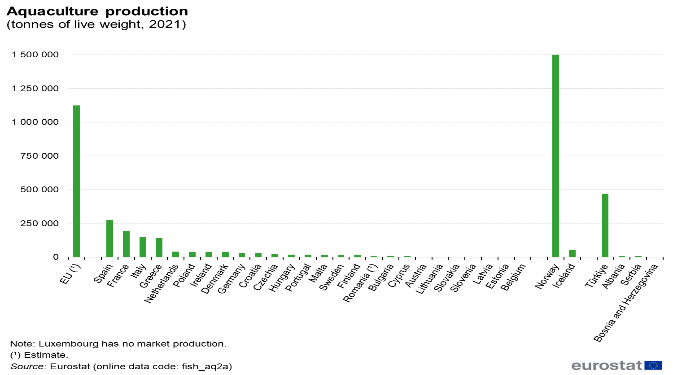 Aquaculture production
(tonnes of live weight, 2021)
1 500 000
1 250 000
1 000 000
750 000
500 000
250 000
0
EU (¹)
Spain
France
Italy
Greece
Netherlands
Poland
Ireland
Denmark
Germany
Croatia
Czechia
Hungary
Portugal
Malta
Sweden
Finland
Romania (¹)
Bulgaria
Cyprus
Austria
Lithuania
Slovakia
Slovenia
Latvia
Estonia
Belgium
Norway
Iceland
Türkiye
Albania
Serbia
Bosnia and Herzegovina
Note: Luxembourg has no market production.
(¹) Estimate.
Source: Eurostat (online data code: fish_aq2a)
eurostat